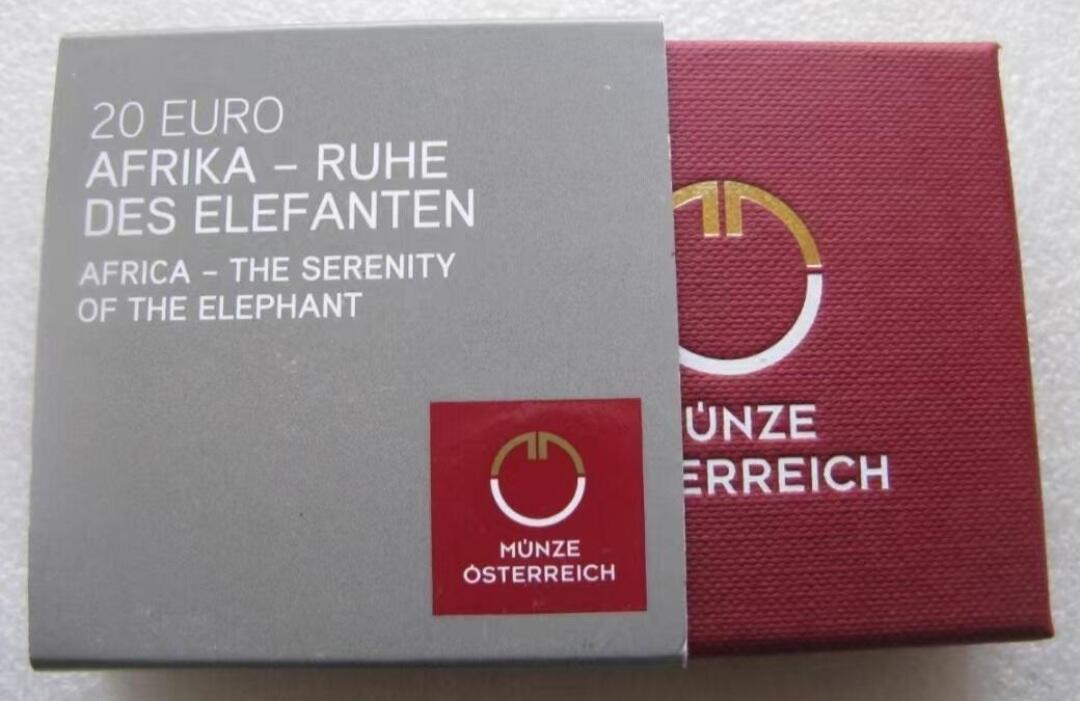 20 EURO
AFRIKA – RUHE
DES ELEFANTEN
AFRICA – THE SERENITY
OF THE ELEPHANT
MÜNZE
ÖSTERREICH
ÜNZE
ERREICH